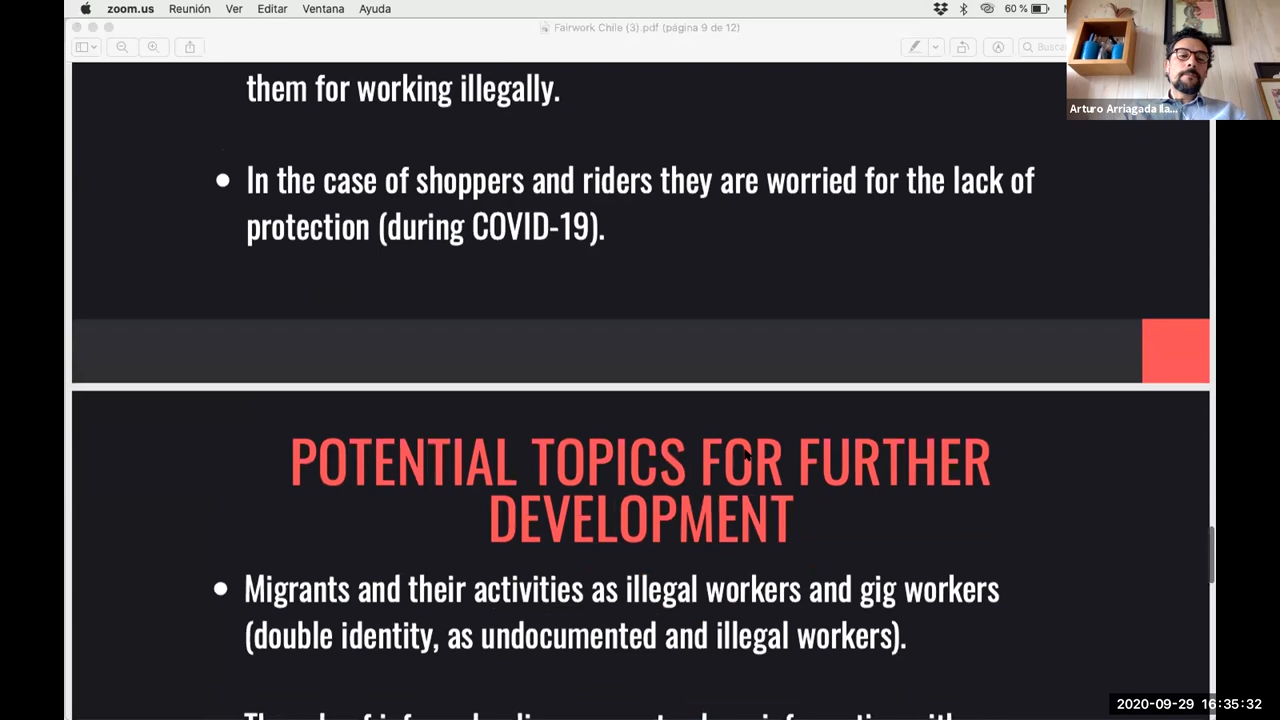 zoom.us Reunión Ver Editar Ventana Ayuda 60 %
Fairwork Chile (3).pdf (página 9 de 12)
Arturo Arriagada Ila...
them for working illegally.
• In the case of shoppers and riders they are worried for the lack of
protection (during COVID-19).
POTENTIAL TOPICS FOR FURTHER
DEVELOPMENT
• Migrants and their activities as illegal workers and gig workers
(double identity, as undocumented and illegal workers).
2020-09-29 16:35:32